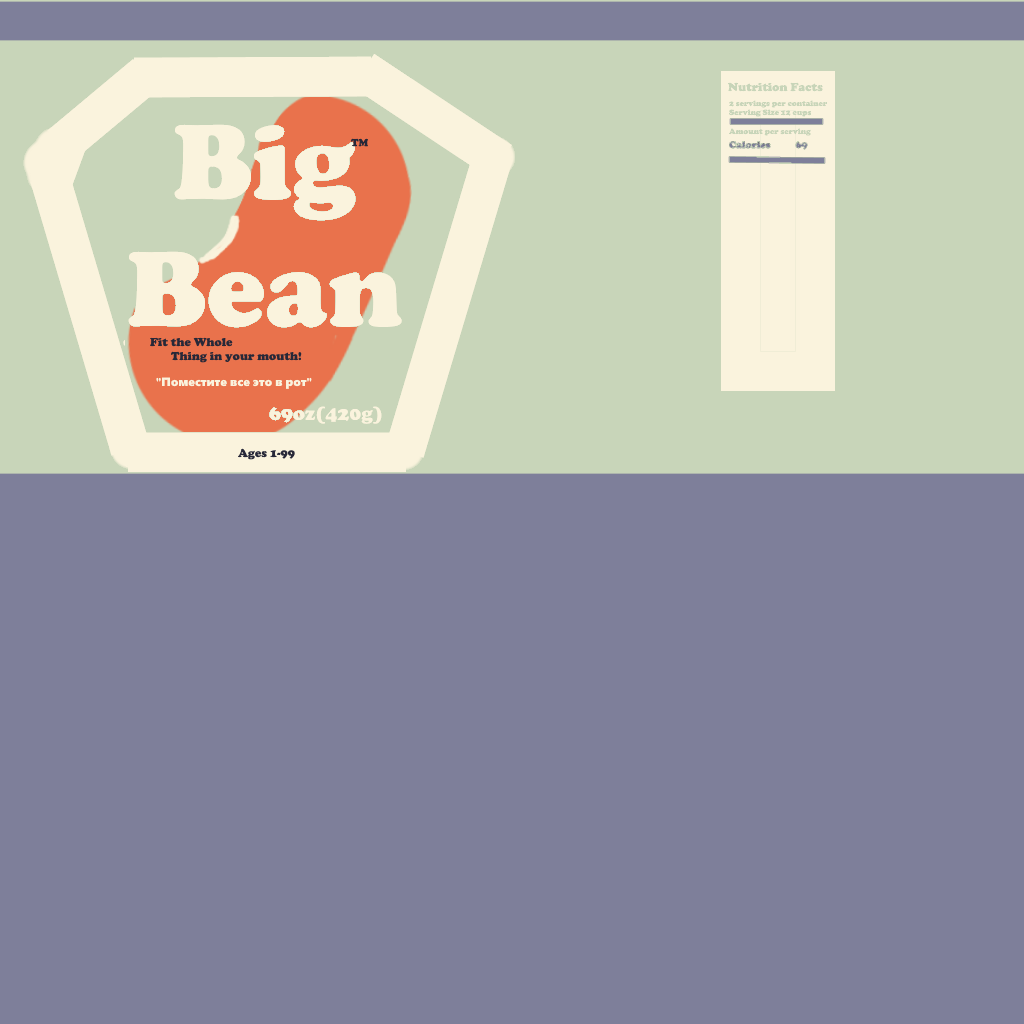 Big™
Bean
Fit the Whole
Thing in your mouth!
"Поместите все это в рот"
69oz(420g)
Ages 1-99
Nutrition Facts
2 servings per container
Serving Size 12 cups
Amount per serving
Calories 69